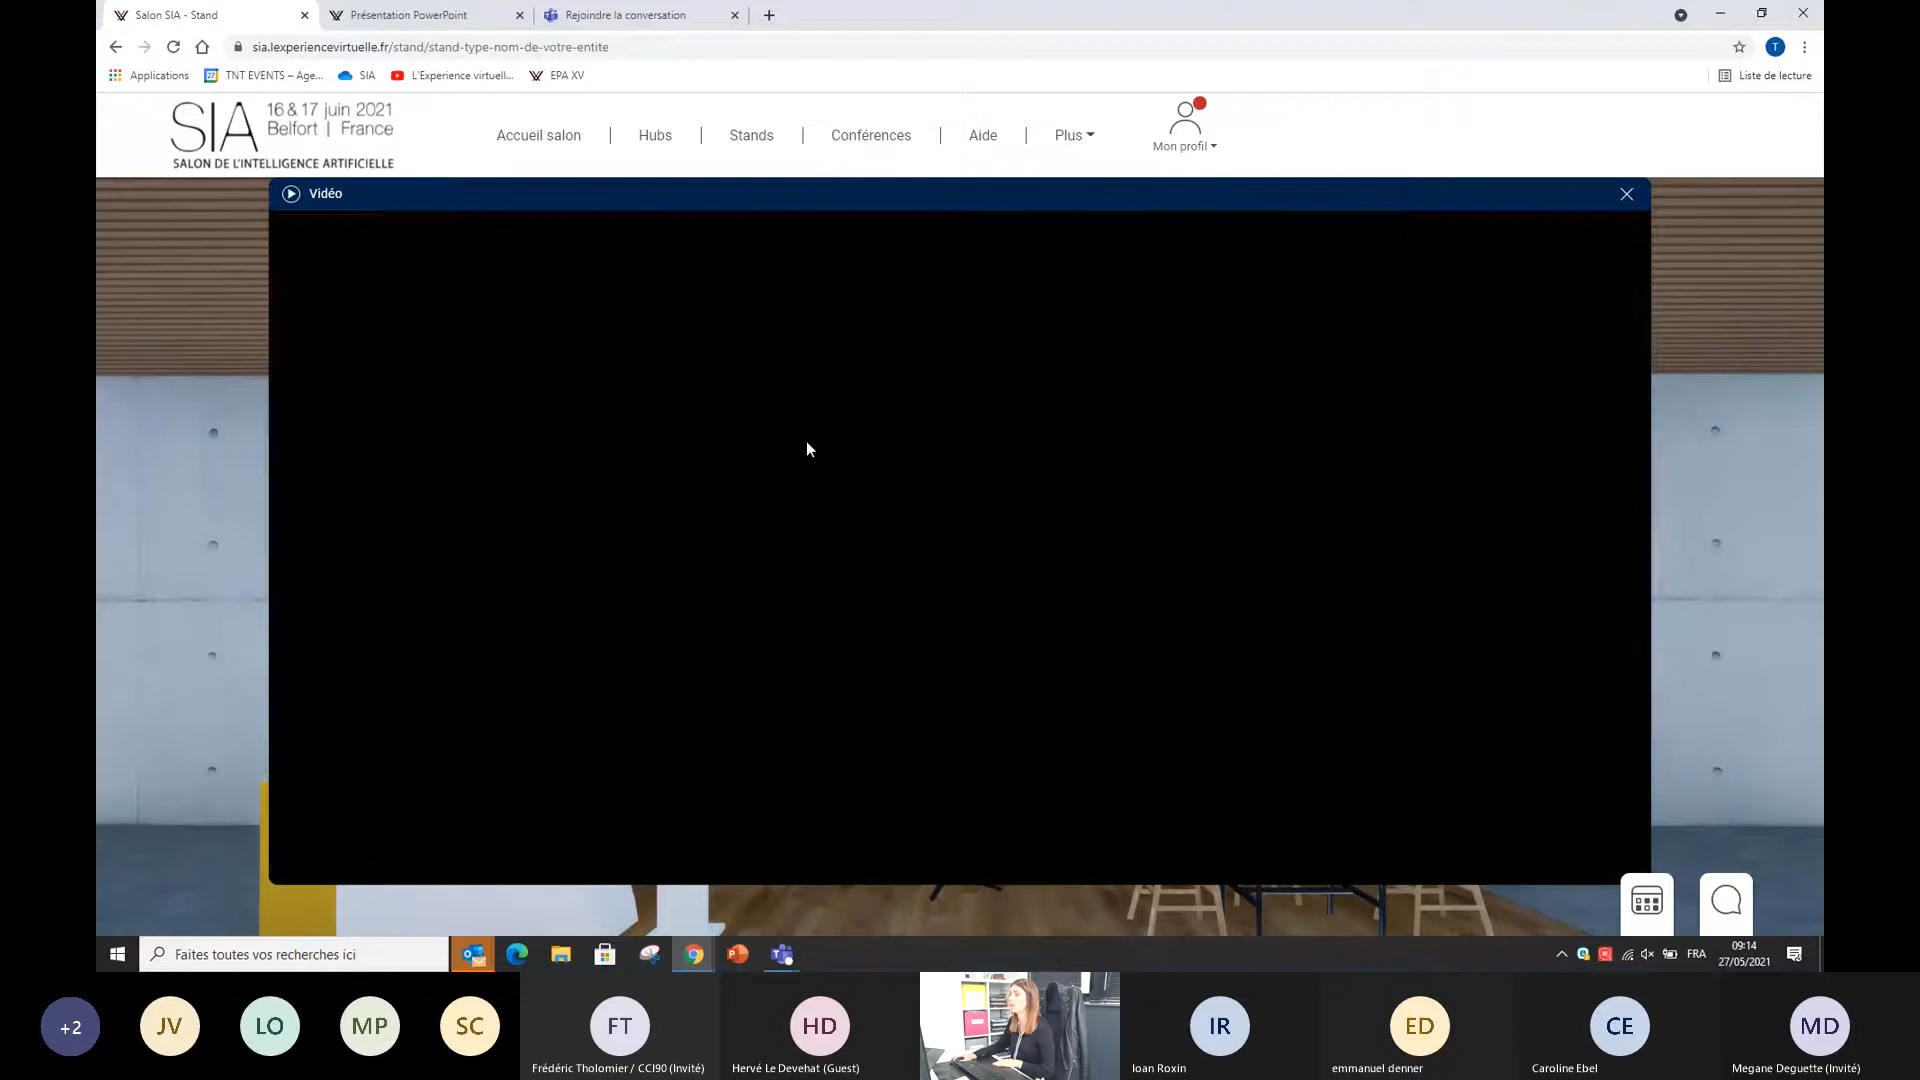 Salon SIA - Stand
Présentation PowerPoint
Rejoindre la conversation
sia.lexperiencevirtuelle.fr/stand/stand-type-nom-de-votre-entite
T
Applications
27
TNT EVENTS – Age...
SIA
L'Experience virtuell...
EPA XV
Liste de lecture
SIA
16 & 17 juin 2021
Belfort | France
SALON DE L'INTELLIGENCE ARTIFICIELLE
Accueil salon
Hubs
Stands
Conférences
Aide
Plus
Mon profil
Vidéo
Faites toutes vos recherches ici
FRA
09:14
27/05/2021
+2
JV
LO
MP
SC
FT
Frédéric Tholomier / CCI90 (Invité)
HD
Hervé Le Devehat (Guest)
IR
Ioan Roxin
ED
emmanuel denner
CE
Caroline Ebel
MD
Megane Deguette (Invité)